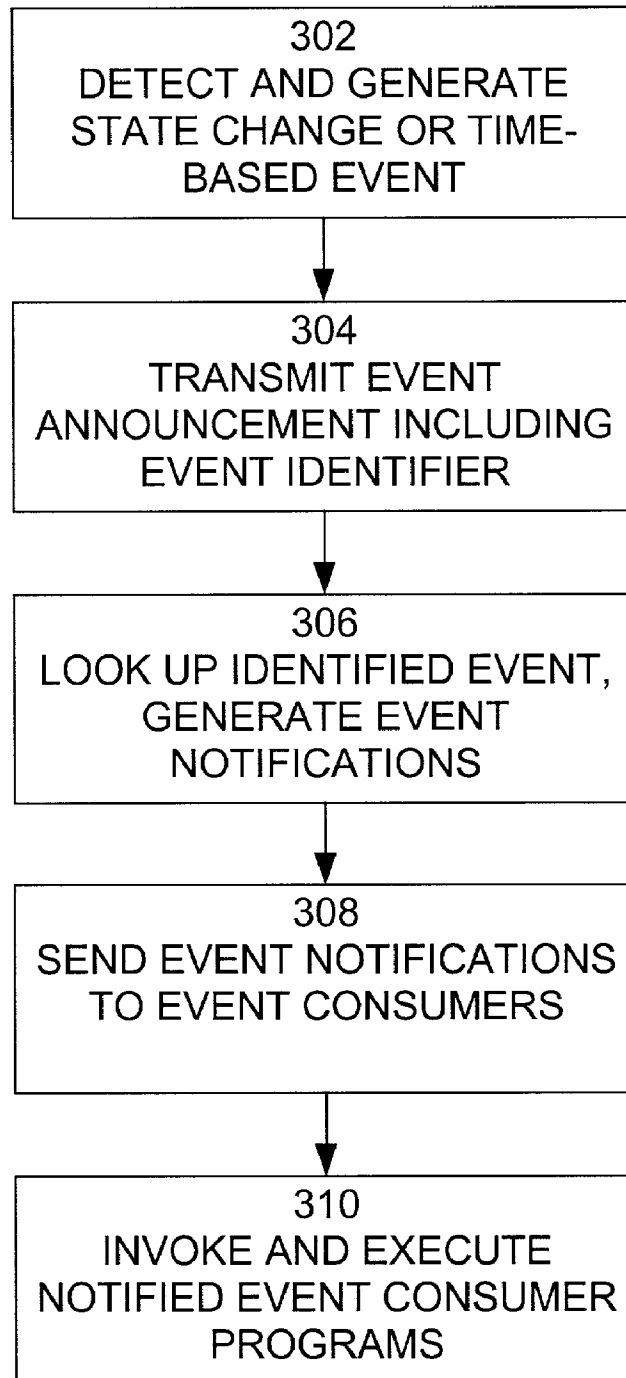 302
DETECT AND GENERATE
STATE CHANGE OR TIME-
BASED EVENT
304
TRANSMIT EVENT
ANNOUNCEMENT INCLUDING
EVENT IDENTIFIER
306
LOOK UP IDENTIFIED EVENT,
GENERATE EVENT
NOTIFICATIONS
308
SEND EVENT NOTIFICATIONS
TO EVENT CONSUMERS
310
INVOKE AND EXECUTE
NOTIFIED EVENT CONSUMER
PROGRAMS